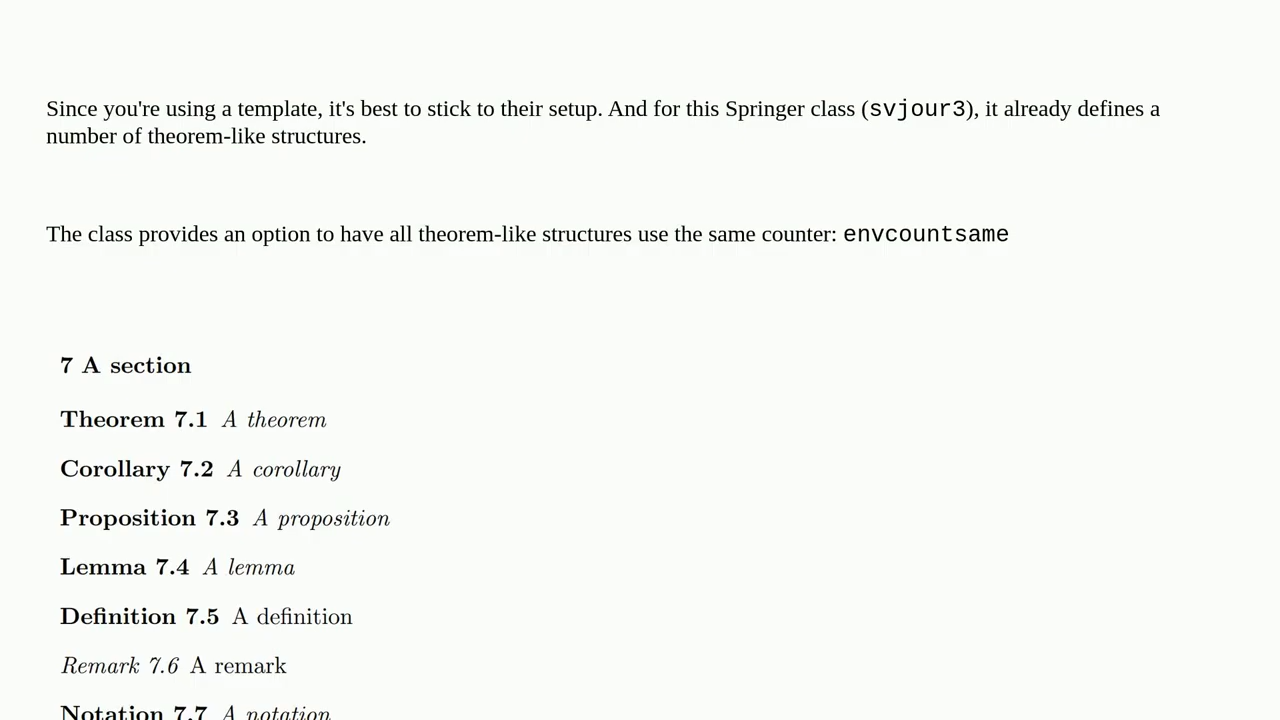 Since you're using a template, it's best to stick to their setup. And for this Springer class (svjour3), it already defines a
number of theorem-like structures.
The class provides an option to have all theorem-like structures use the same counter: envcountsame
7 A section
Theorem 7.1 A theorem
Corollary 7.2 A corollary
Proposition 7.3 A proposition
Lemma 7.4 A lemma
Definition 7.5 A definition
Remark 7.6 A remark
Notation 7.7 A notation